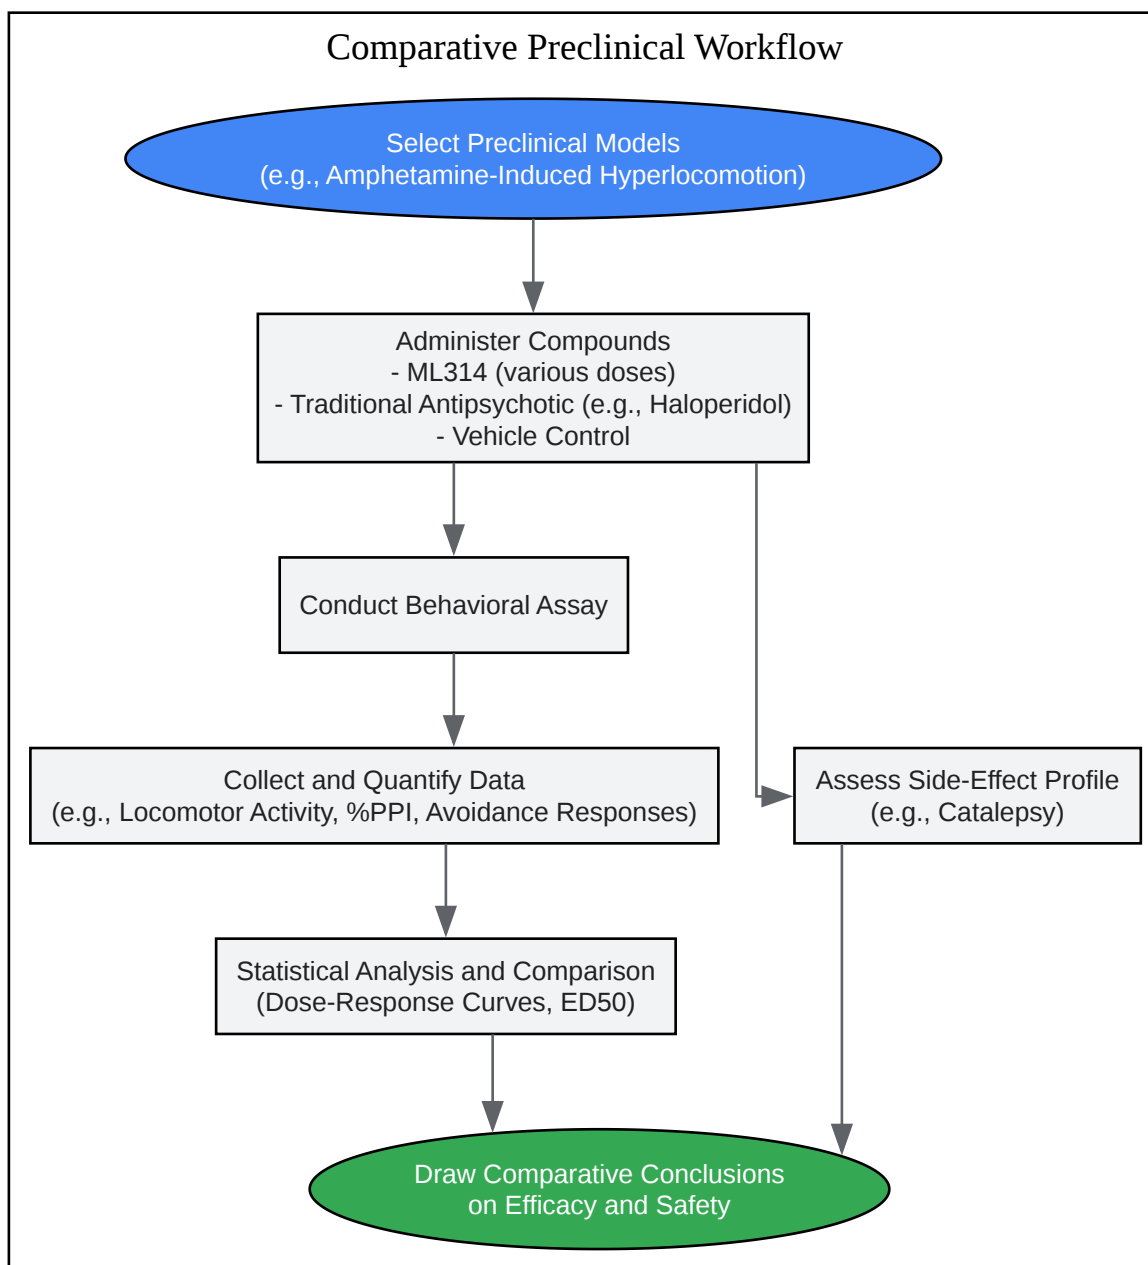 Comparative Preclinical Workflow
Select Preclinical Models
(e.g., Amphetamine-Induced Hyperlocomotion)
Administer Compounds
- ML314 (various doses)
- Traditional Antipsychotic (e.g., Haloperidol)
- Vehicle Control
Conduct Behavioral Assay
Collect and Quantify Data
(e.g., Locomotor Activity, %PPI, Avoidance Responses)
Assess Side-Effect Profile
(e.g., Catalepsy)
Statistical Analysis and Comparison
(Dose-Response Curves, ED50)
Draw Comparative Conclusions
on Efficacy and Safety